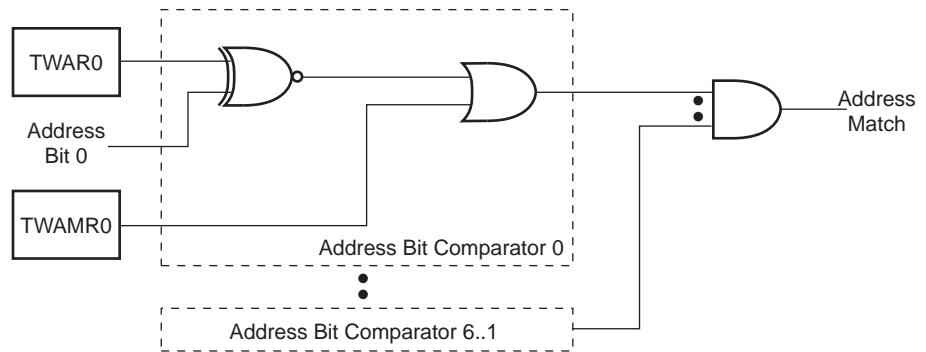 TWAR0
Address
Bit 0
TWAMR0
Address Bit Comparator 0
Address Bit Comparator 6..1
Address
Match